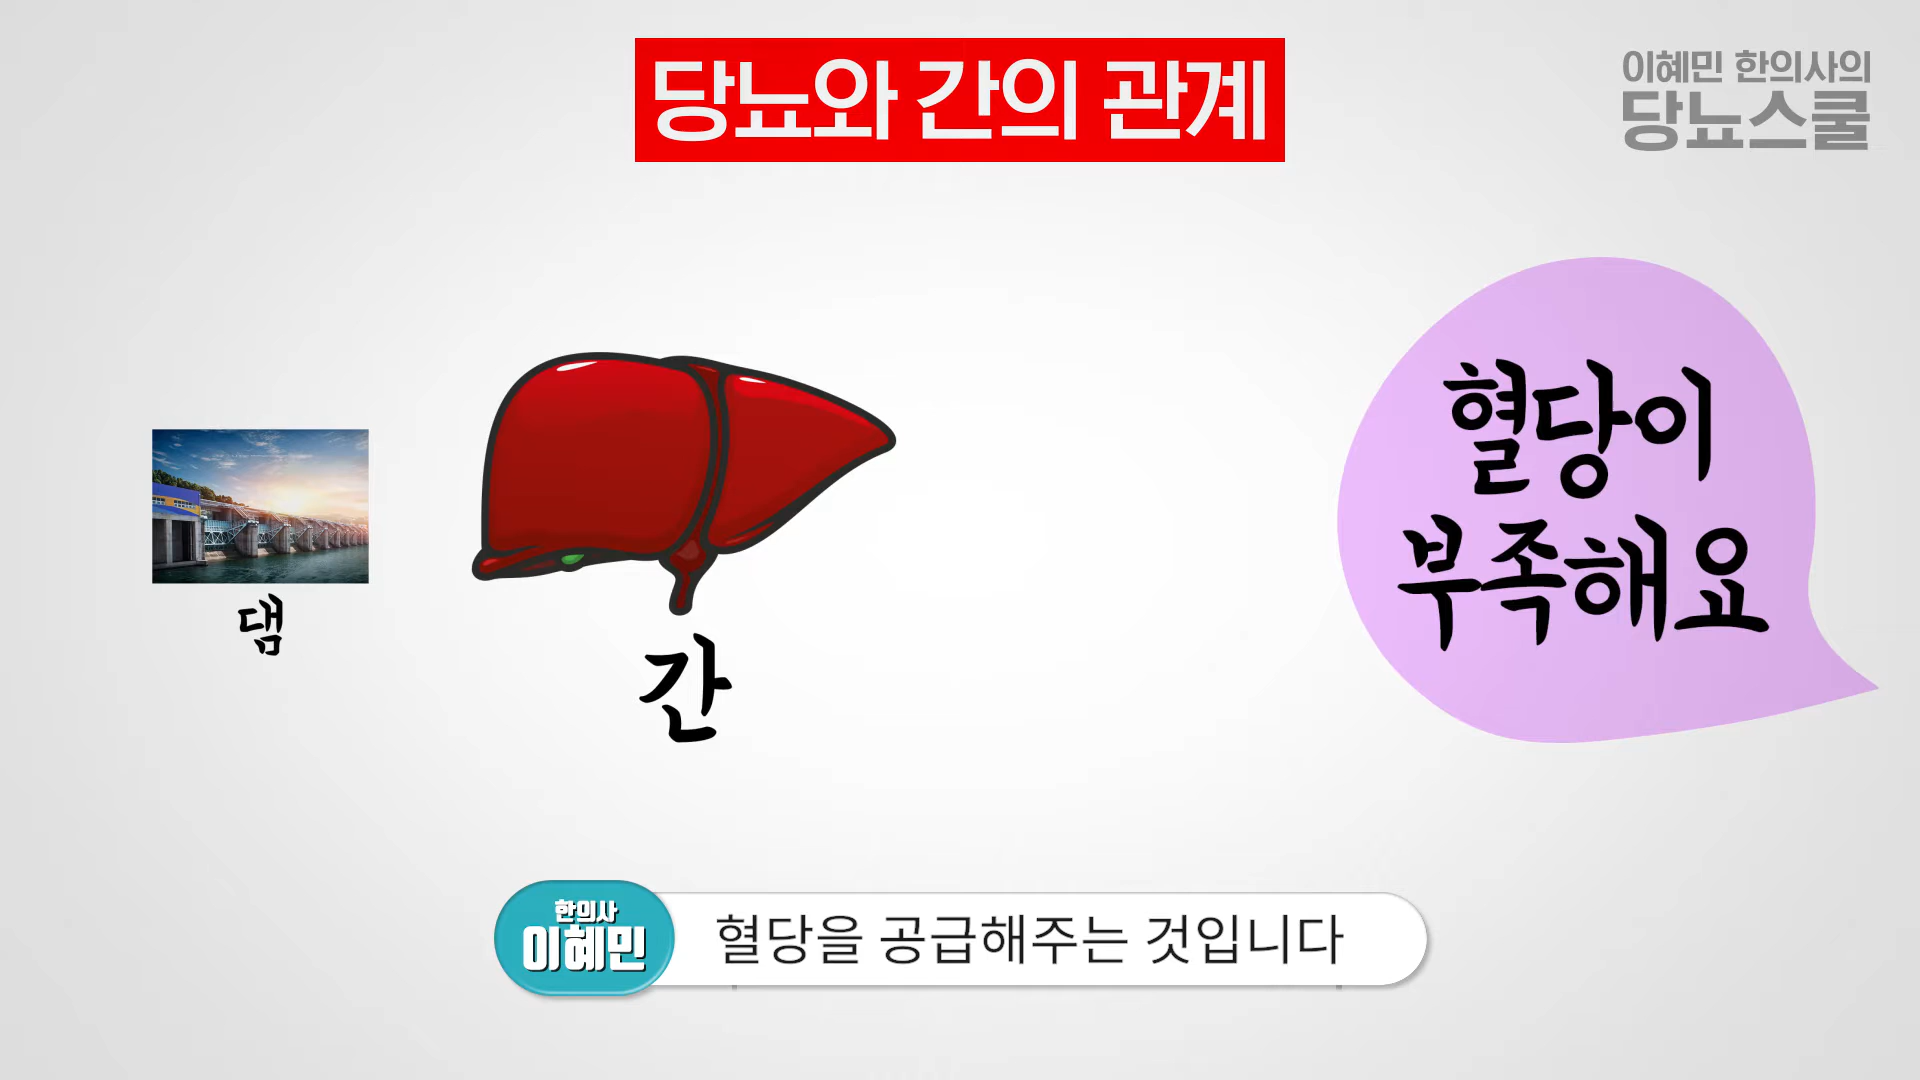 당뇨와 간의 관계
이혜민 한의사의
당뇨스쿨
혈당이
부족해요
댐
간
한의사
이혜민
혈당을 공급해주는 것입니다